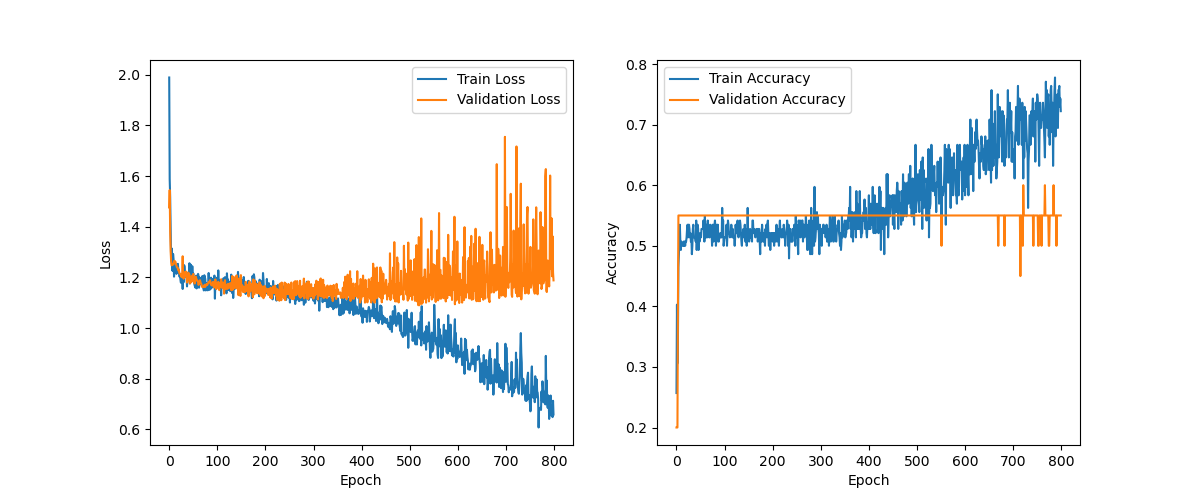 2.0
1.8
1.6
1.4
1.2
1.0
0.8
0.6
Loss
0 100 200 300 400 500 600 700 800
Epoch
Train Loss
Validation Loss
0.8
0.7
0.6
0.5
0.4
0.3
0.2
Accuracy
0 100 200 300 400 500 600 700 800
Epoch
Train Accuracy
Validation Accuracy